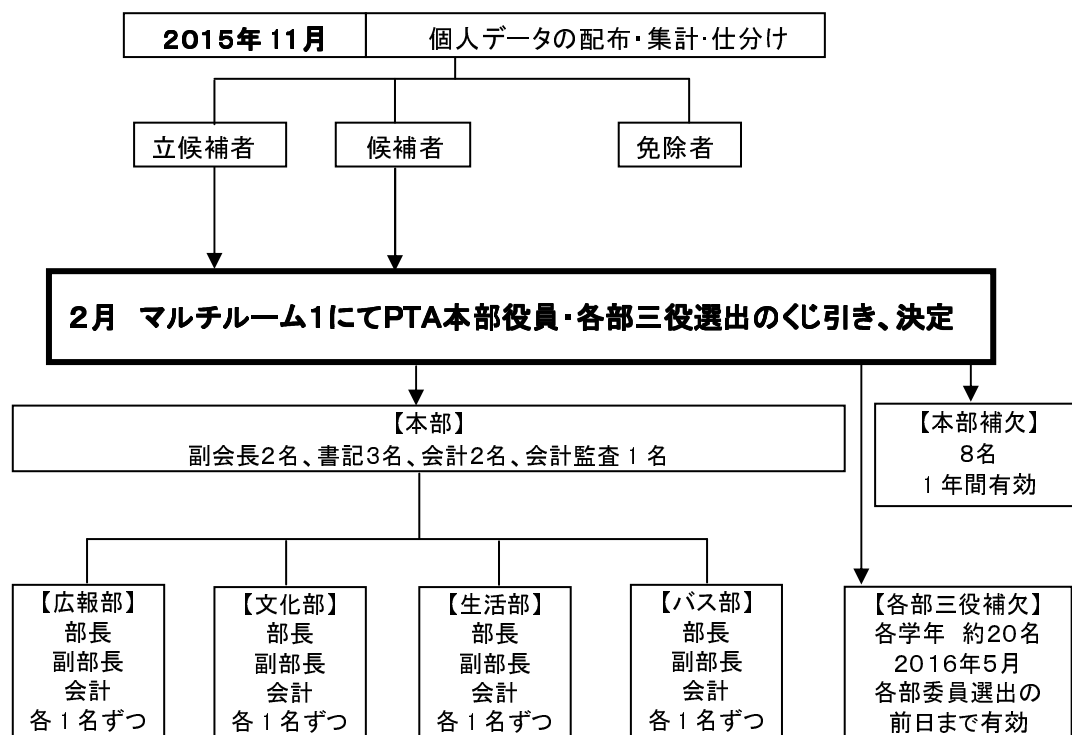 2015年11月 個人データの配布・集計・仕分け
立候補者 候補者 免除者
2月 マルチルーム1にてPTA本部役員・各部三役選出のくじ引き、決定
【本部】
副会長2名、書記3名、会計2名、会計監査1名
【本部補欠】
8名
1年間有効
【広報部】
部長
副部長
会計
各1名ずつ
【文化部】
部長
副部長
会計
各1名ずつ
【生活部】
部長
副部長
会計
各1名ずつ
【バス部】
部長
副部長
会計
各1名ずつ
【各部三役補欠】
各学年 約20名
2016年5月
各部委員選出の
前日まで有効